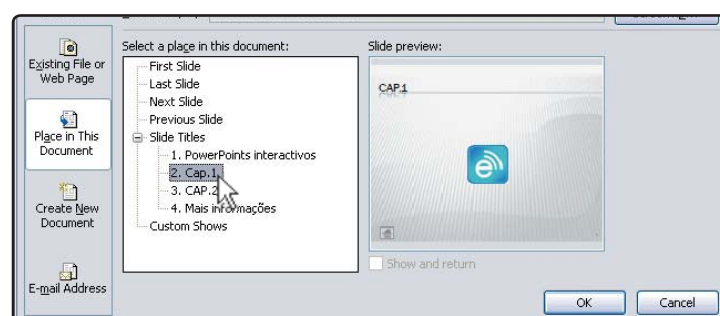 Existing File or
Web Page
Place in This
Document
Create New
Document
E-mail Address
Select a place in this document:
First Slide
Last Slide
Next Slide
Previous Slide
Slide Titles
1. PowerPoints interactivos
2. Cap.1
3. CAP.2
4. Mais informações
Custom Shows
Slide preview:
CAP.1
e
Show and return
OK
Cancel